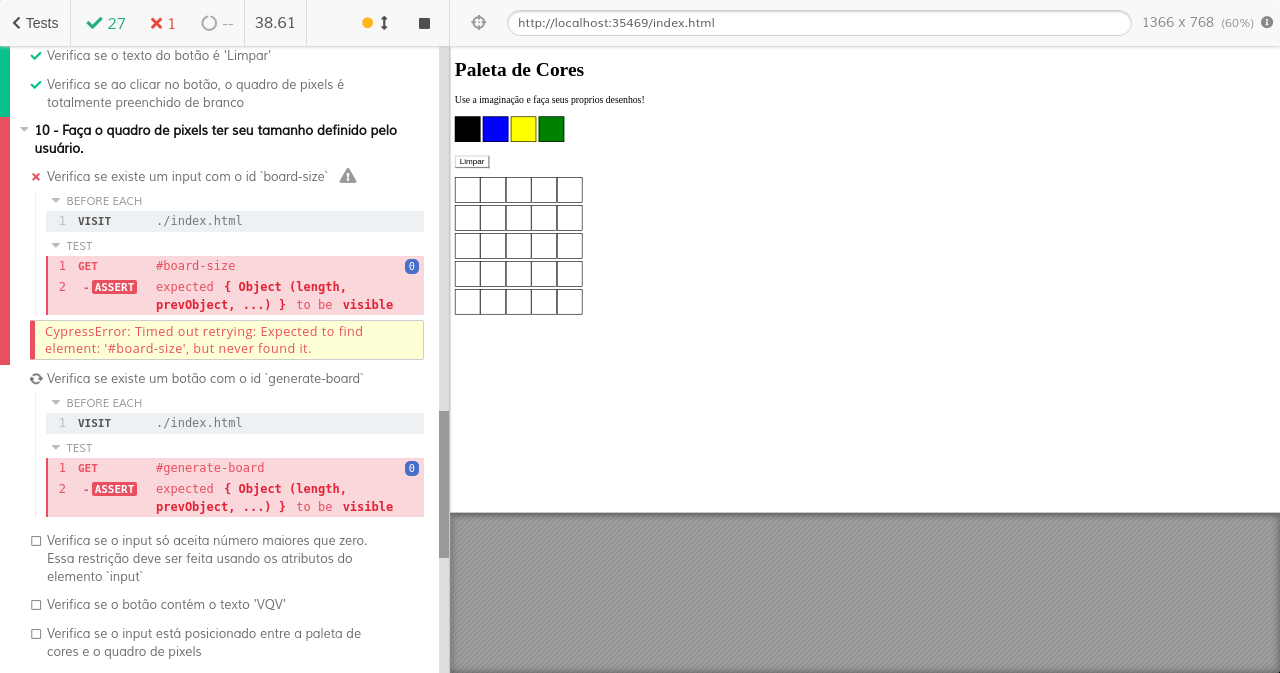 Tests 27 1 -- 38.61
Verifica se o texto do botão é 'Limpar'
Verifica se ao clicar no botão, o quadro de pixels é
totalmente preenchido de branco
10 - Faça o quadro de pixels ter seu tamanho definido pelo
usuário.
Verifica se existe um input com o id `board-size`
BEFORE EACH
1 VISIT ./index.html
TEST
1 GET #board-size 0
2 - ASSERT expected { Object (length,
prevObject, ...) } to be visible
CypressError: Timed out retrying: Expected to find
element: '#board-size', but never found it.
Verifica se existe um botão com o id `generate-board`
BEFORE EACH
1 VISIT ./index.html
TEST
1 GET #generate-board 0
2 - ASSERT expected { Object (length,
prevObject, ...) } to be visible
Verifica se o input só aceita número maiores que zero.
Essa restrição deve ser feita usando os atributos do
elemento `input`
Verifica se o botão contém o texto 'VQV'
Verifica se o input está posicionado entre a paleta de
cores e o quadro de pixels
http://localhost:35469/index.html 1366 x 768 (60%)
Paleta de Cores
Use a imaginação e faça seus proprios desenhos!
Limpar